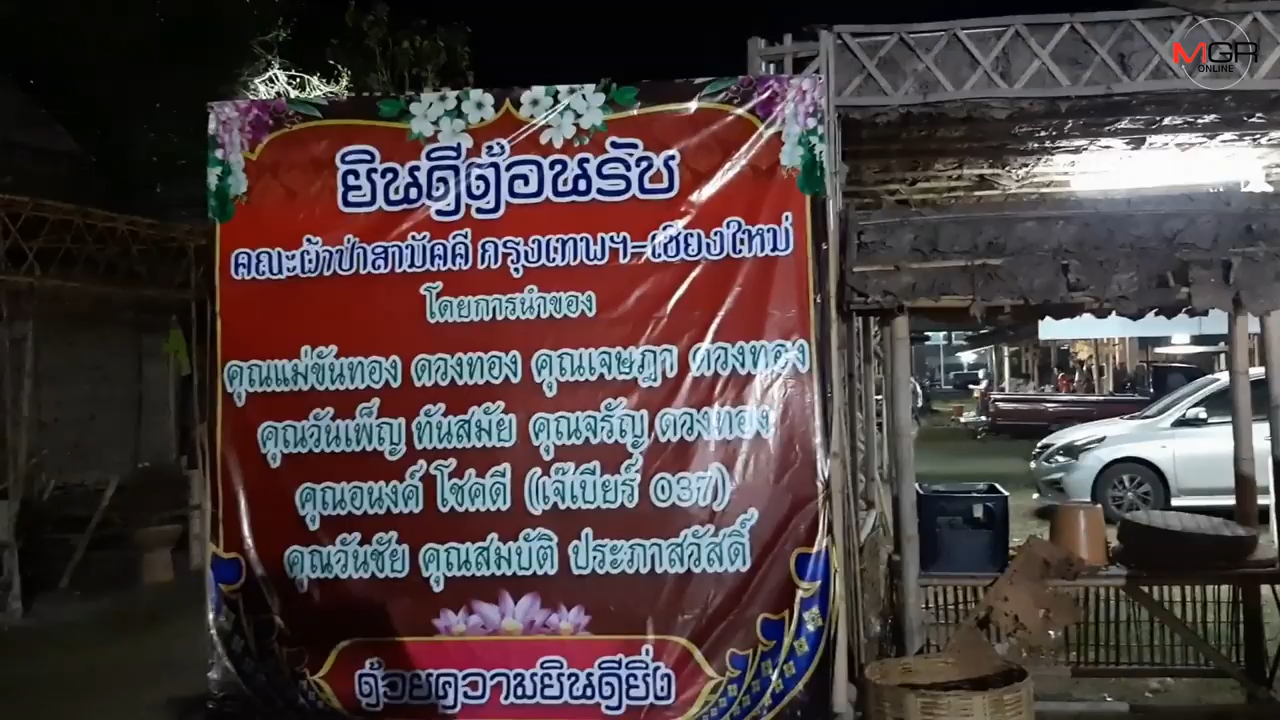 MGR
ONLINE
ยินดีต้อนรับ
คณะผ้าป่าสามัคคี กรุงเทพฯ-เชียงใหม่
โดยการนำของ
คุณแม่ขันทอง ดวงทอง คุณเจษฎา ดวงทอง
คุณวันเพ็ญ ทันสมัย คุณจรัญ ดวงทอง
คุณอนงค์ โชคดี (เจ๊เบียร์ 037)
คุณวันชัย คุณสมบัติ ประภาสวัสดิ์
ด้วยความยินดียิ่ง